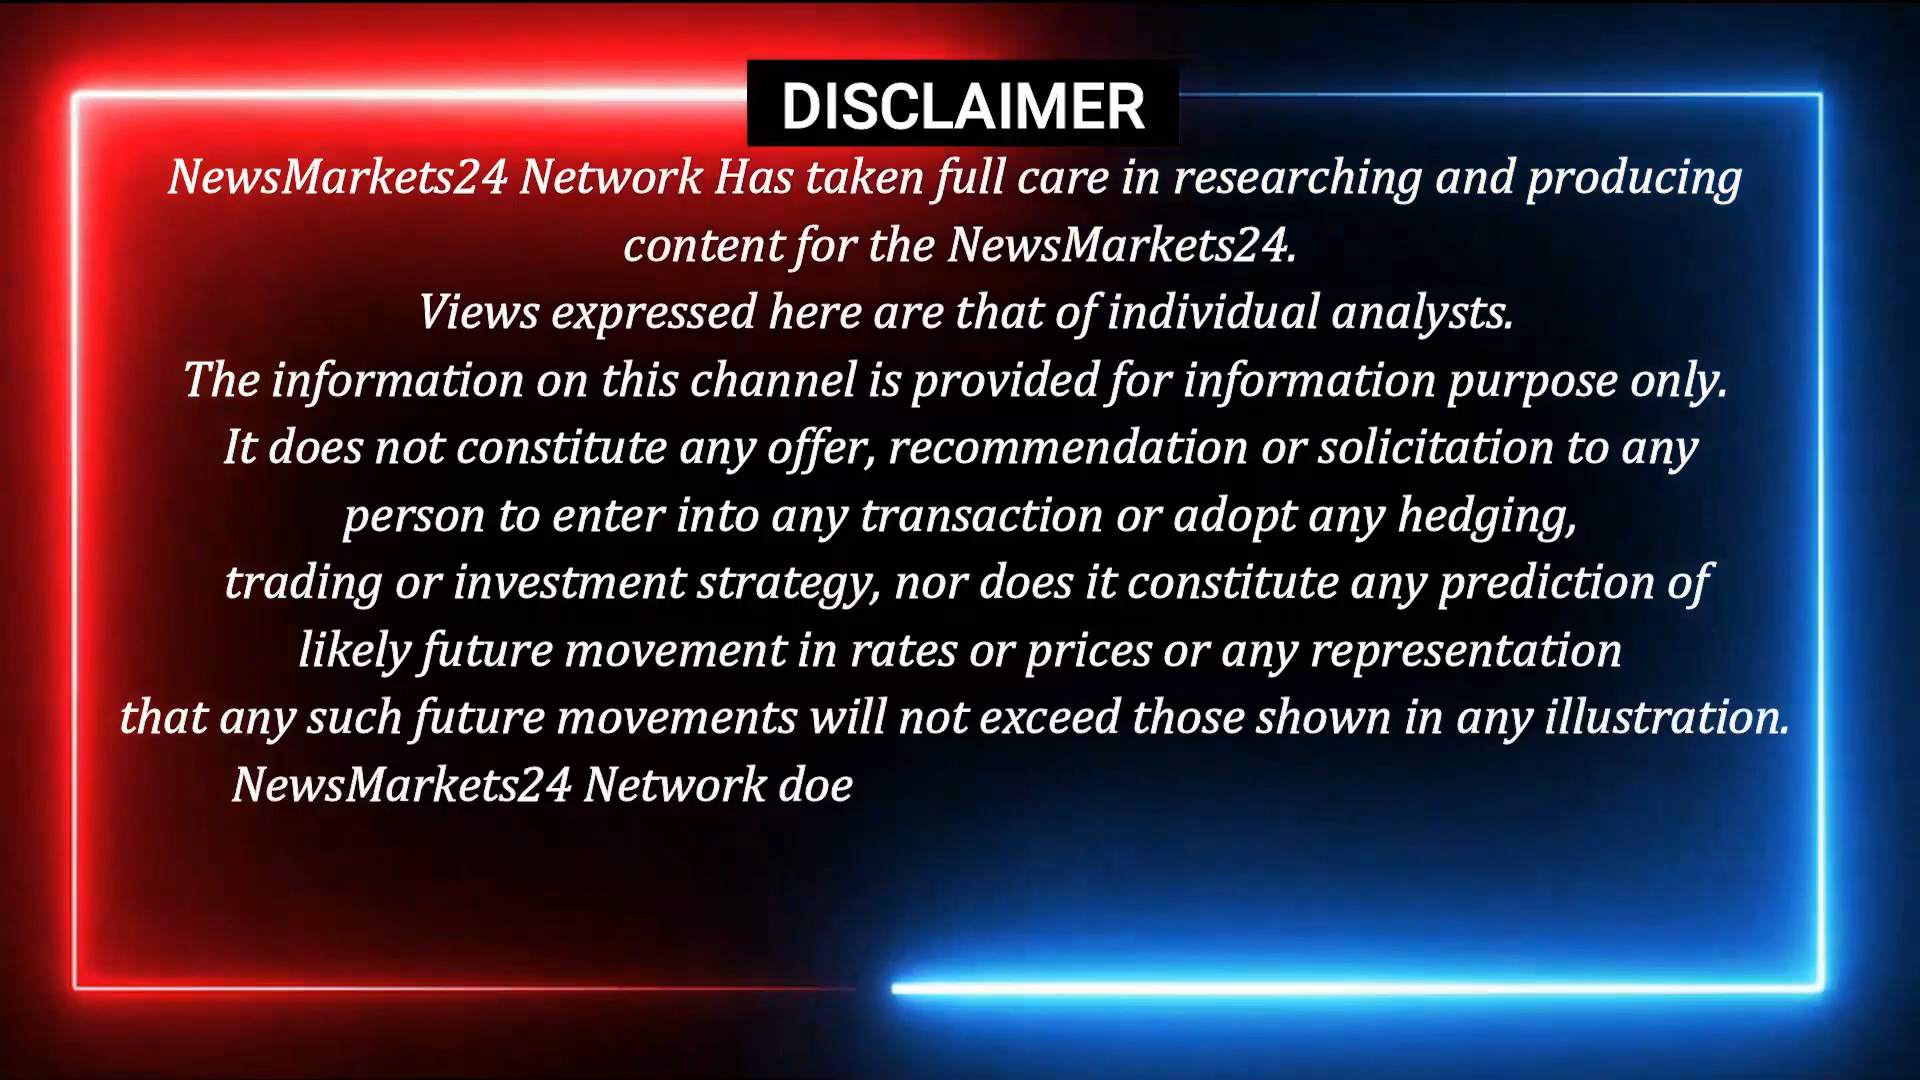 DISCLAIMER
NewsMarkets24 Network Has taken full care in researching and producing
content for the NewsMarkets24.
Views expressed here are that of individual analysts.
The information on this channel is provided for information purpose only.
It does not constitute any offer, recommendation or solicitation to any
person to enter into any transaction or adopt any hedging,
trading or investment strategy, nor does it constitute any prediction of
likely future movement in rates or prices or any representation
that any such future movements will not exceed those shown in any illustration.
NewsMarkets24 Network doe